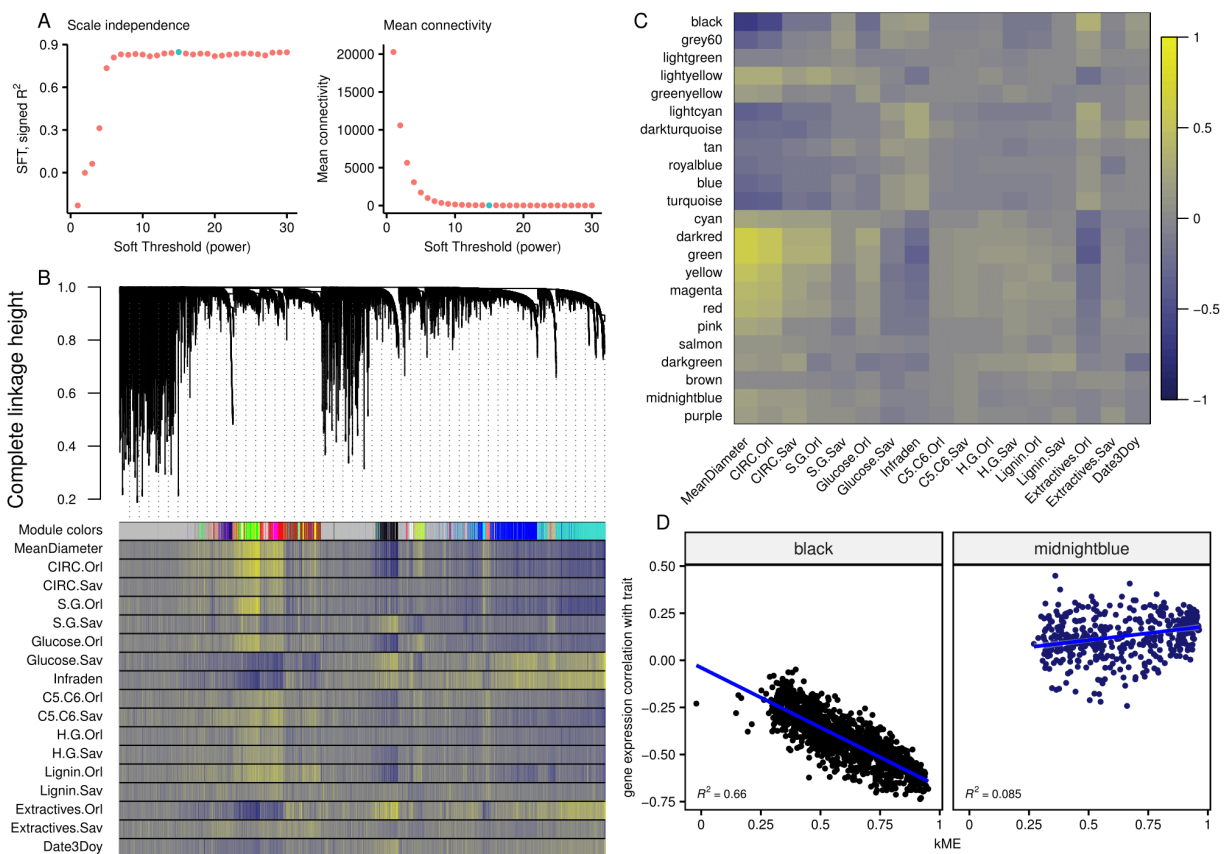 A
Scale independence
SFT, signed R²
0.9
0.6
0.3
0.0
0
10
20
30
Soft Threshold (power)
Mean connectivity
Mean connectivity
20000
15000
10000
5000
0
0
10
20
30
Soft Threshold (power)
B
Complete linkage height
1.0
0.8
0.6
0.4
0.2
Module colors
MeanDiameter
CIRC.Orl
CIRC.Sav
S.G.Orl
S.G.Sav
Glucose.Orl
Glucose.Sav
Infraden
C5.C6.Orl
C5.C6.Sav
H.G.Orl
H.G.Sav
Lignin.Orl
Lignin.Sav
Extractives.Orl
Extractives.Sav
Date3Doy
C
black
grey60
lightgreen
lightyellow
greenyellow
lightcyan
darkturquoise
tan
royalblue
blue
turquoise
cyan
darkred
green
yellow
magenta
red
pink
salmon
darkgreen
brown
midnightblue
purple
MeanDiameter
CIRC.Orl
CIRC.Sav
S.G.Orl
S.G.Sav
Glucose.Orl
Glucose.Sav
Infraden
C5.C6.Orl
C5.C6.Sav
H.G.Orl
H.G.Sav
Lignin.Orl
Lignin.Sav
Extractives.Orl
Extractives.Sav
Date3Doy
1
0.5
0
−0.5
−1
D
black
midnightblue
gene expression correlation with trait
0.50
0.25
0.00
−0.25
−0.50
−0.75
R² = 0.66
R² = 0.085
0
0.25
0.5
0.75
1
0
0.25
0.5
0.75
1
kME